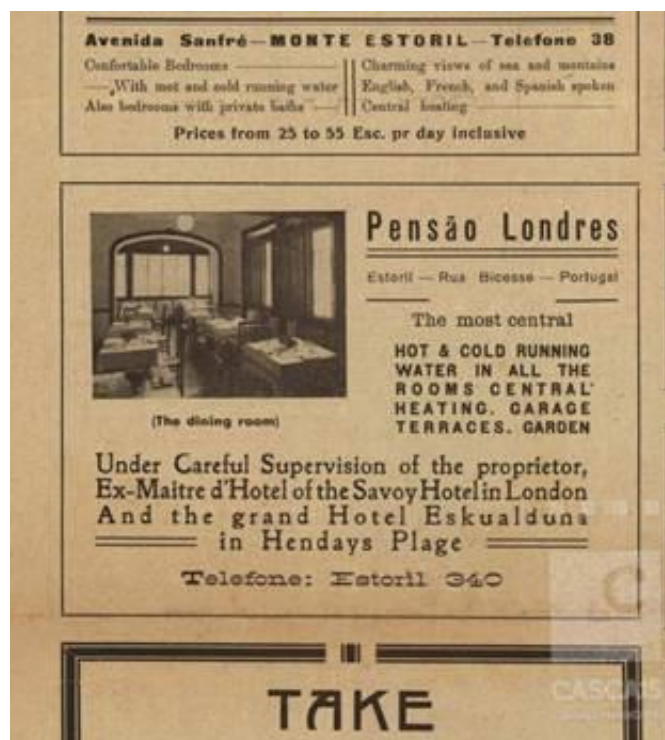 Avenida Sanfré—MONTE ESTORIL—Telefone 38
Confortable Bedrooms
With mot and cold running water
Also bedrooms with private baths
Charming views of sea and montains
English, French, and Spanish spoken
Central heating
Prices from 25 to 55 Esc. pr day inclusive
Pensão Londres
Estoril — Rua Bicesse — Portugal
The most central
HOT & COLD RUNNING
WATER IN ALL THE
ROOMS CENTRAL
HEATING. GARAGE
TERRACES. GARDEN
(The dining room)
Under Careful Supervision of the proprietor,
Ex-Maitre d'Hotel of the Savoy Hotel in London
And the grand Hotel Eskualduna
in Hendays Plage
Telefone: Estoril 340
TAKE
C
CASCAIS